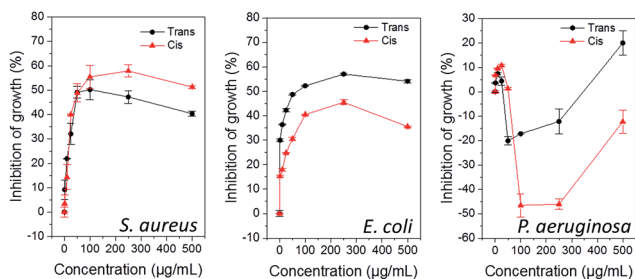 Inhibition of growth (%)
80
70
60
50
40
30
20
10
0
-10
Trans
Cis
S. aureus
0 100 200 300 400 500
Concentration (µg/mL)
Inhibition of growth (%)
80
70
60
50
40
30
20
10
0
-10
Trans
Cis
E. coli
0 100 200 300 400 500
Concentration (µg/mL)
Inhibition of growth (%)
30
20
10
0
-10
-20
-30
-40
-50
-60
Trans
Cis
P. aeruginosa
0 100 200 300 400 500
Concentration (µg/mL)